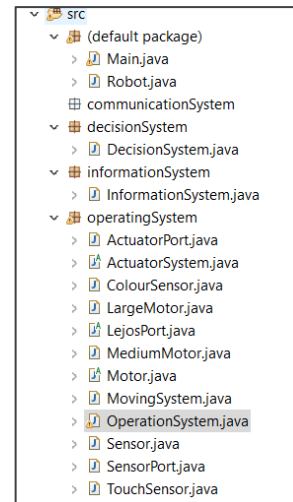 src
(default package)
Main.java
Robot.java
communicationSystem
decisionSystem
DecisionSystem.java
informationSystem
InformationSystem.java
operatingSystem
ActuatorPort.java
ActuatorSystem.java
ColourSensor.java
LargeMotor.java
LejosPort.java
MediumMotor.java
Motor.java
MovingSystem.java
OperationSystem.java
Sensor.java
SensorPort.java
TouchSensor.java